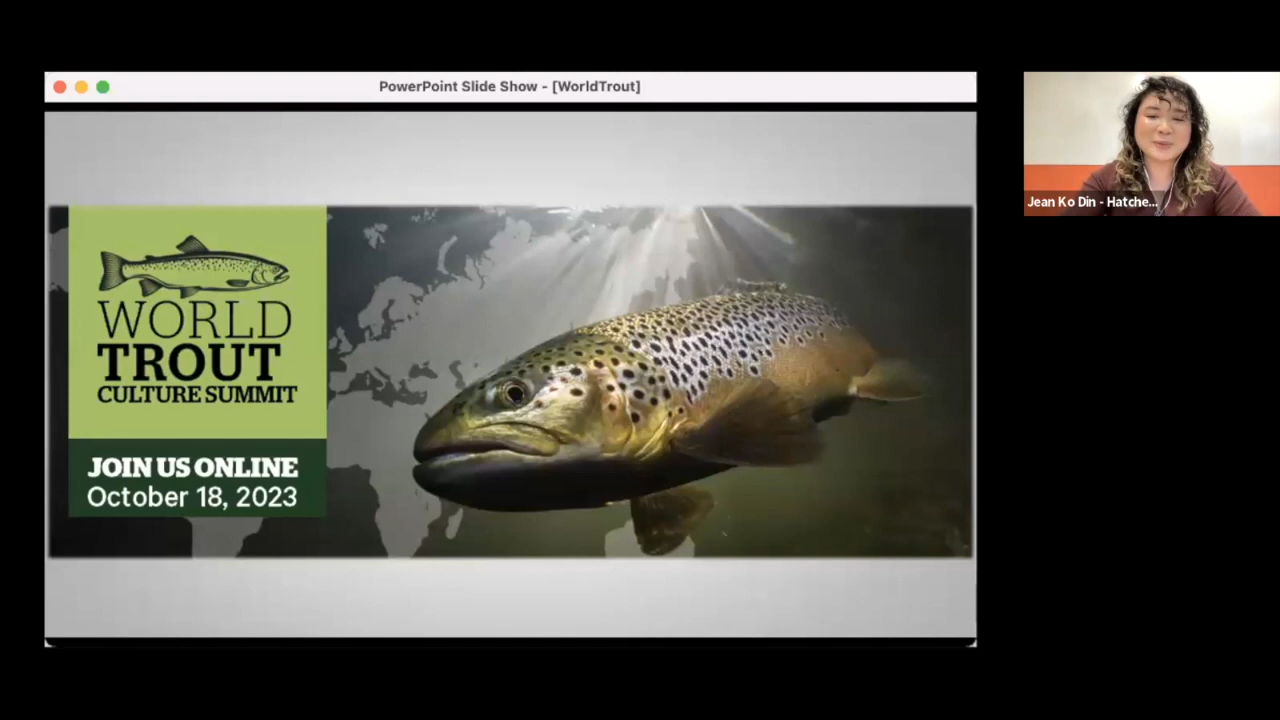 PowerPoint Slide Show - [WorldTrout]
WORLD
TROUT
CULTURE SUMMIT
JOIN US ONLINE
October 18, 2023
Jean Ko Din - Hatche...